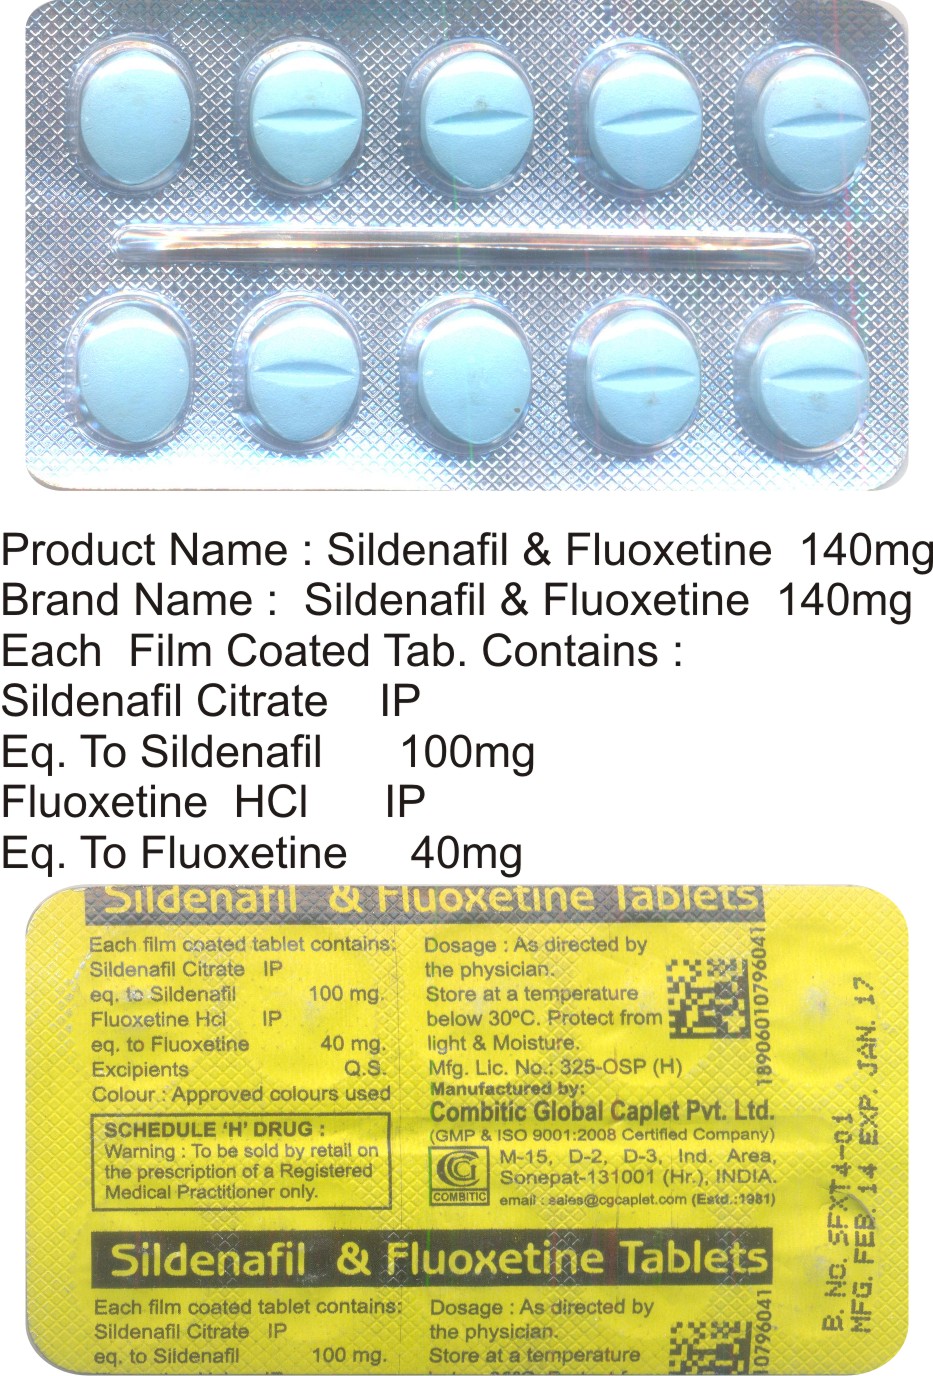 Product Name : Sildenafil & Fluoxetine 140mg
Brand Name : Sildenafil & Fluoxetine 140mg
Each Film Coated Tab. Contains :
Sildenafil Citrate IP
Eq. To Sildenafil 100mg
Fluoxetine HCl IP
Eq. To Fluoxetine 40mg
Sildenafil & Fluoxetine Tablets
Each film coated tablet contains:
Sildenafil Citrate IP
eq. to Sildenafil 100 mg.
Fluoxetine Hcl IP
eq. to Fluoxetine 40 mg.
Excipients Q.S.
Colour : Approved colours used
SCHEDULE 'H' DRUG :
Warning : To be sold by retail on
the prescription of a Registered
Medical Practitioner only.
Dosage : As directed by
the physician.
Store at a temperature
below 30ºC. Protect from
light & Moisture.
Mfg. Lic. No.: 325-OSP (H)
Manufactured by:
Combitic Global Caplet Pvt. Ltd.
(GMP & ISO 9001:2008 Certified Company)
COMBITIC
M-15, D-2, D-3, Ind. Area,
Sonepat-131001 (Hr.), INDIA.
email : sales@cgcaplet.com (Estd.:1981)
18906010796041
B. NO. SFXT4-01
MFG. FEB. 14 EXP. JAN. 17
Sildenafil & Fluoxetine Tablets
Each film coated tablet contains:
Sildenafil Citrate IP
eq. to Sildenafil 100 mg.
Dosage : As directed by
the physician.
Store at a temperature
10796041